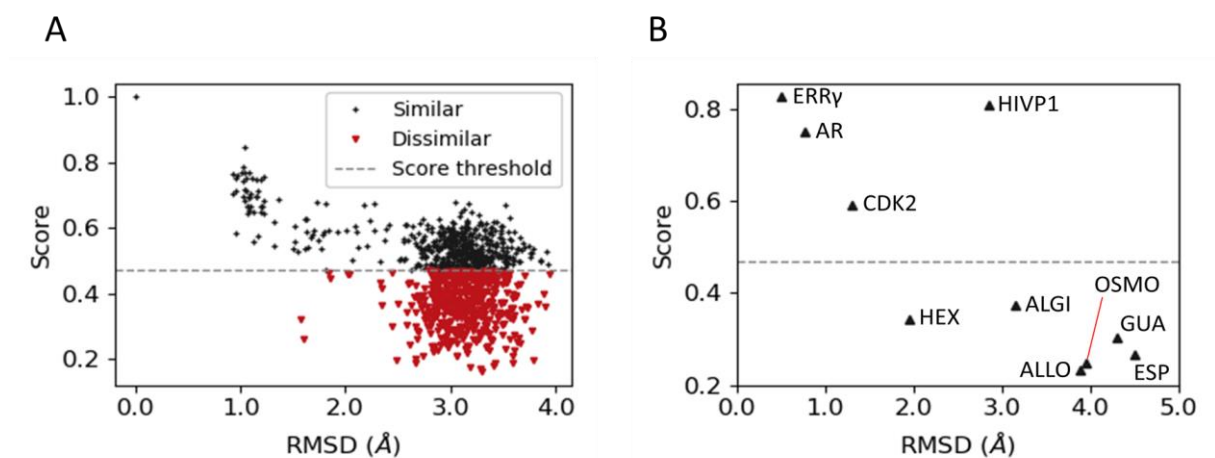 A
B
1.0
0.8
0.6
0.4
0.2
Score
Similar
Dissimilar
Score threshold
0.0 1.0 2.0 3.0 4.0
RMSD (Å)
0.8
0.6
0.4
0.2
Score
ERRγ
HIVP1
AR
CDK2
OSMO
ALGI
HEX
GUA
ALLO
ESP
0.0 1.0 2.0 3.0 4.0 5.0
RMSD (Å)